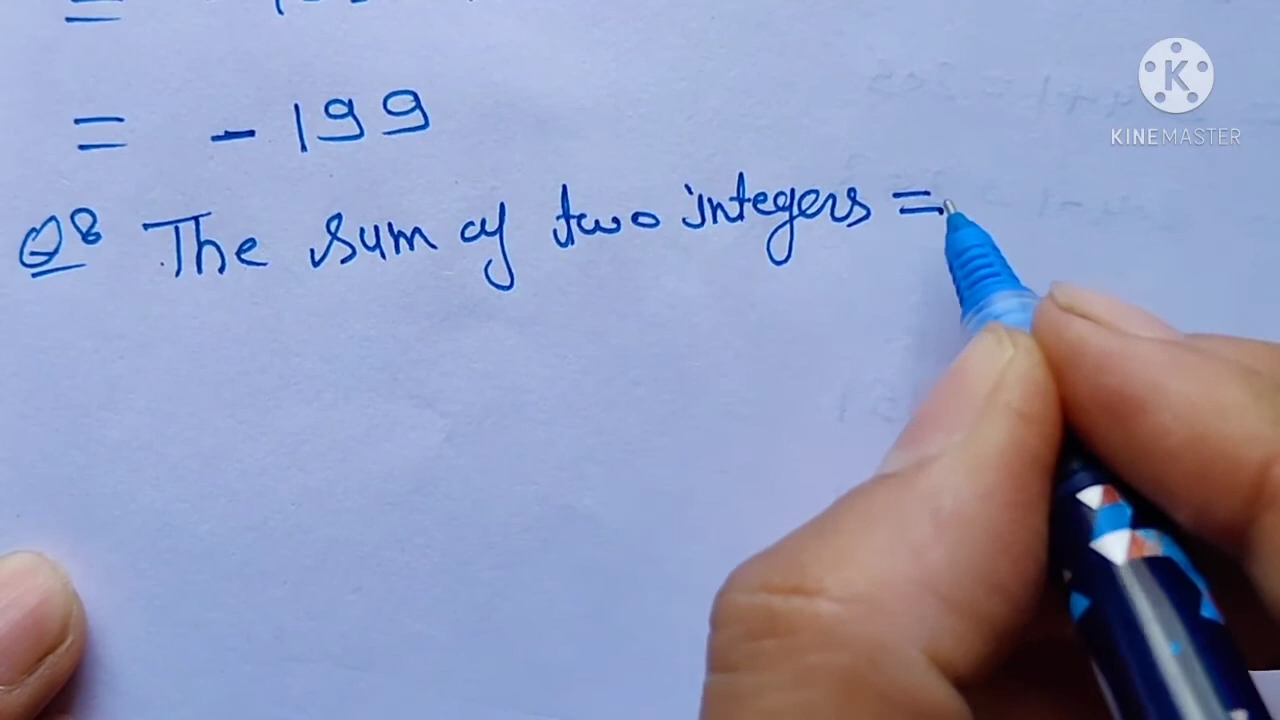 = - 199
Q8 The sum of two integers =
KINEMASTER